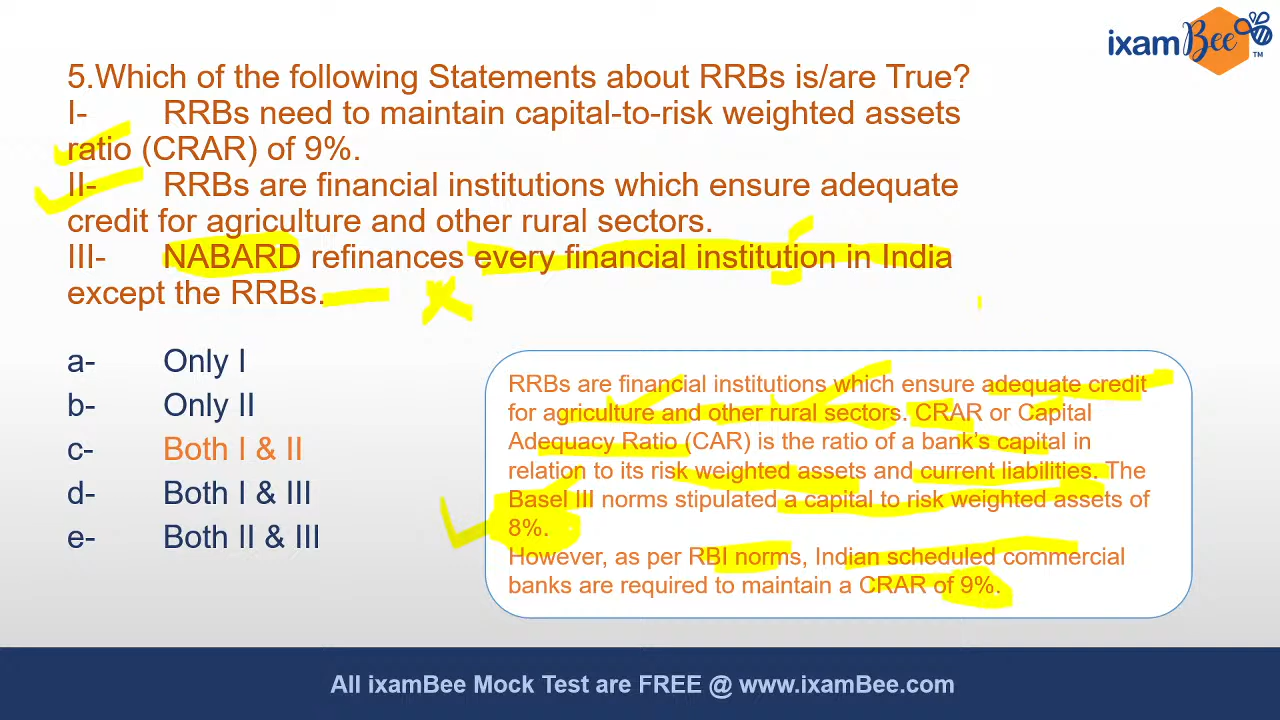 ixamBee
TM
5.Which of the following Statements about RRBs is/are True?
I- RRBs need to maintain capital-to-risk weighted assets
ratio (CRAR) of 9%.
II- RRBs are financial institutions which ensure adequate
credit for agriculture and other rural sectors.
III- NABARD refinances every financial institution in India
except the RRBs.
a- Only I
b- Only II
c- Both I & II
d- Both I & III
e- Both II & III
RRBs are financial institutions which ensure adequate credit
for agriculture and other rural sectors. CRAR or Capital
Adequacy Ratio (CAR) is the ratio of a bank's capital in
relation to its risk weighted assets and current liabilities. The
Basel III norms stipulated a capital to risk weighted assets of
8%.
However, as per RBI norms, Indian scheduled commercial
banks are required to maintain a CRAR of 9%.
All ixamBee Mock Test are FREE @ www.ixamBee.com